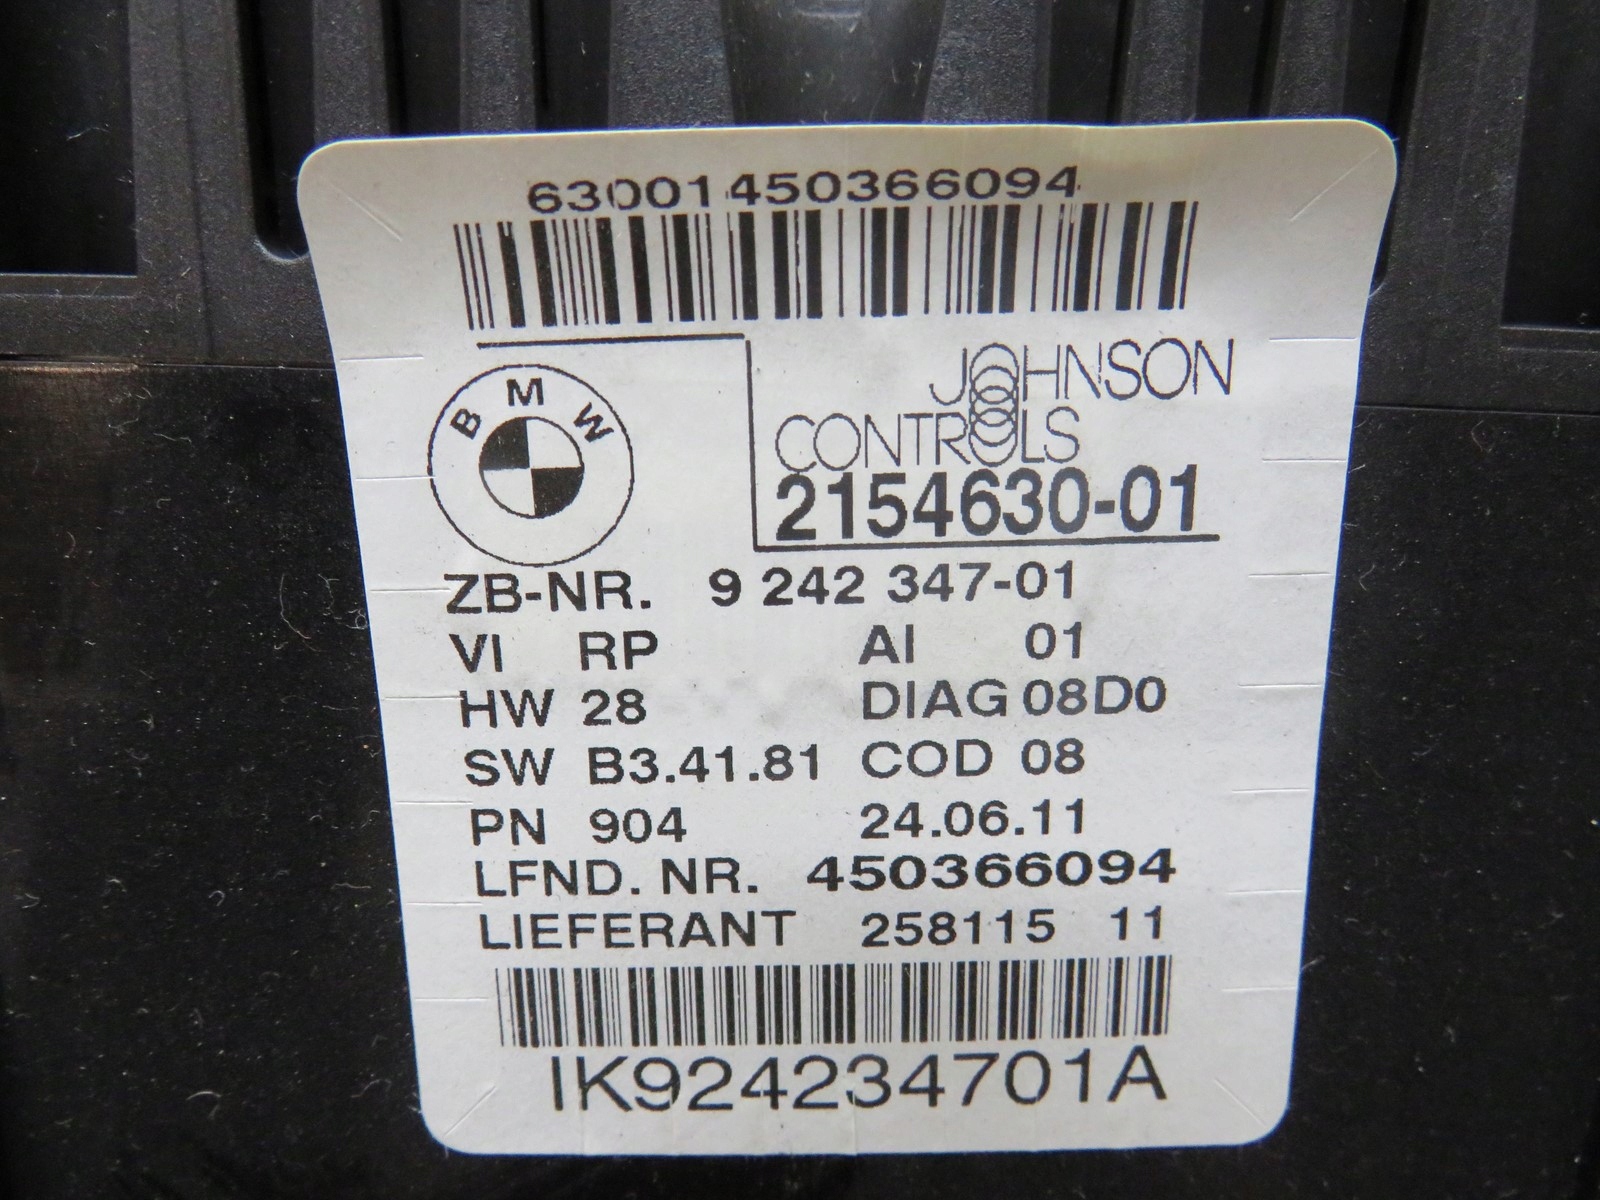 63001450366094
BMW
JOHNSON
CONTROLS
2154630-01
ZB-NR. 9 242 347-01
VI RP AI 01
HW 28 DIAG 08D0
SW B3.41.81 COD 08
PN 904 24.06.11
LFND. NR. 450366094
LIEFERANT 258115 11
IK924234701A